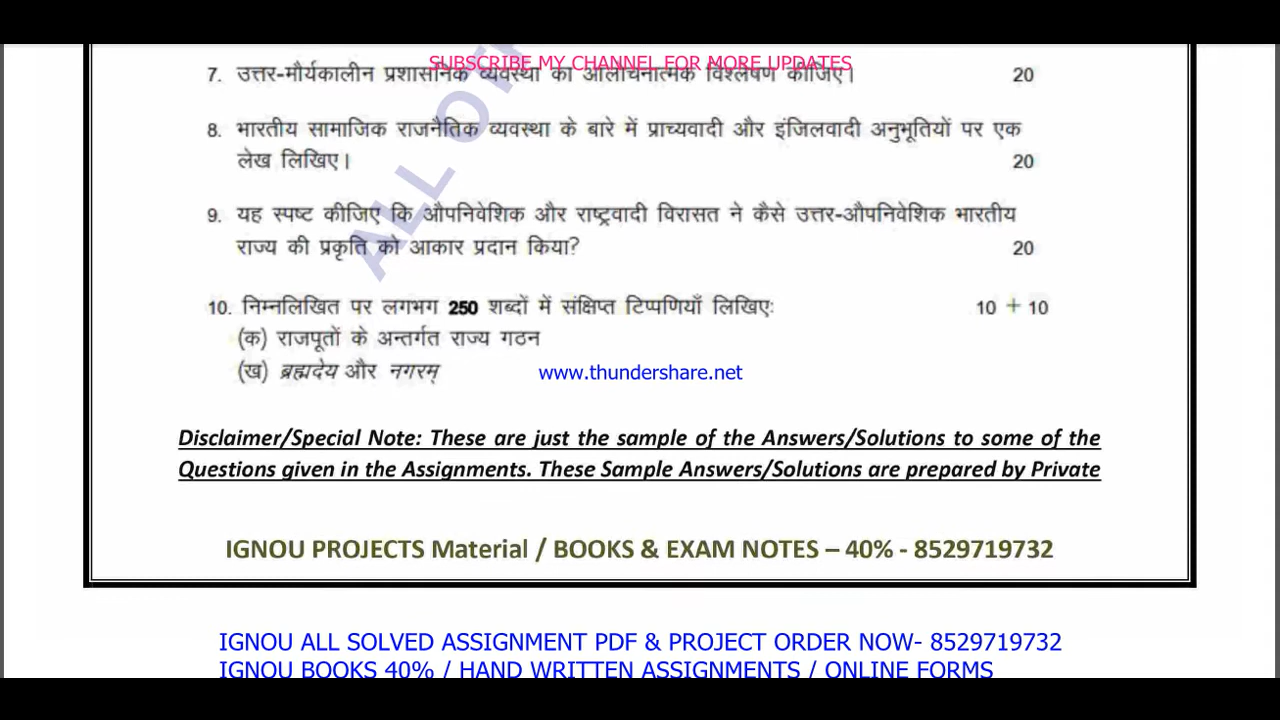 SUBSCRIBE MY CHANNEL FOR MORE UPDATES
7. उत्तर-मौर्यकालीन प्रशासनिक व्यवस्था का आलोचनात्मक विश्लेषण कीजिए। 20
8. भारतीय सामाजिक राजनैतिक व्यवस्था के बारे में प्राच्यवादी और इंजिलवादी अनुभूतियों पर एक
लेख लिखिए। 20
9. यह स्पष्ट कीजिए कि औपनिवेशिक और राष्ट्रवादी विरासत ने कैसे उत्तर-औपनिवेशिक भारतीय
राज्य की प्रकृति को आकार प्रदान किया? 20
10. निम्नलिखित पर लगभग 250 शब्दों में संक्षिप्त टिप्पणियाँ लिखिए: 10 + 10
(क) राजपूतों के अन्तर्गत राज्य गठन
(ख) ब्रह्मदेय और नगरम् www.thundershare.net
Disclaimer/Special Note: These are just the sample of the Answers/Solutions to some of the
Questions given in the Assignments. These Sample Answers/Solutions are prepared by Private
IGNOU PROJECTS Material / BOOKS & EXAM NOTES – 40% - 8529719732
IGNOU ALL SOLVED ASSIGNMENT PDF & PROJECT ORDER NOW- 8529719732
IGNOU BOOKS 40% / HAND WRITTEN ASSIGNMENTS / ONLINE FORMS
ALL